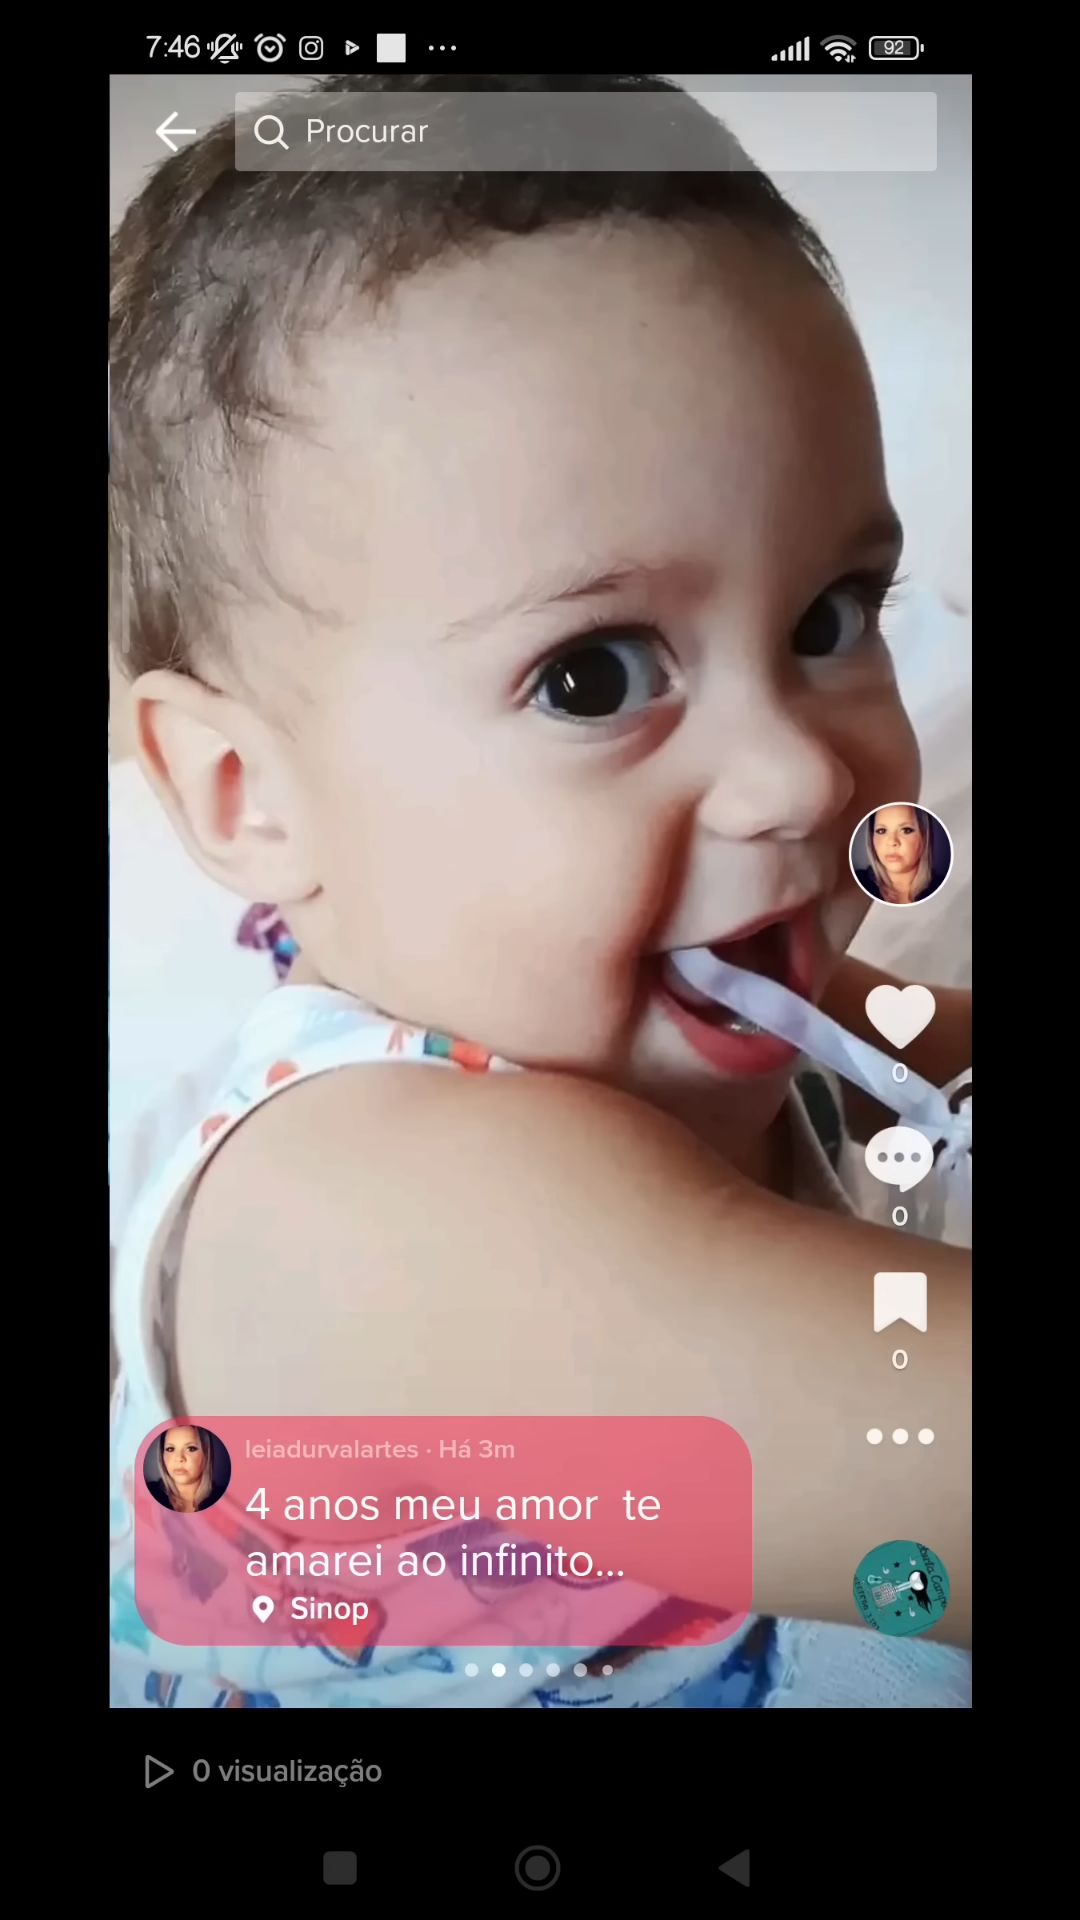 7:46
92
Procurar
0
0
0
leiadurvalartes · Há 3m
4 anos meu amor te
amarei ao infinito...
Sinop
0 visualização